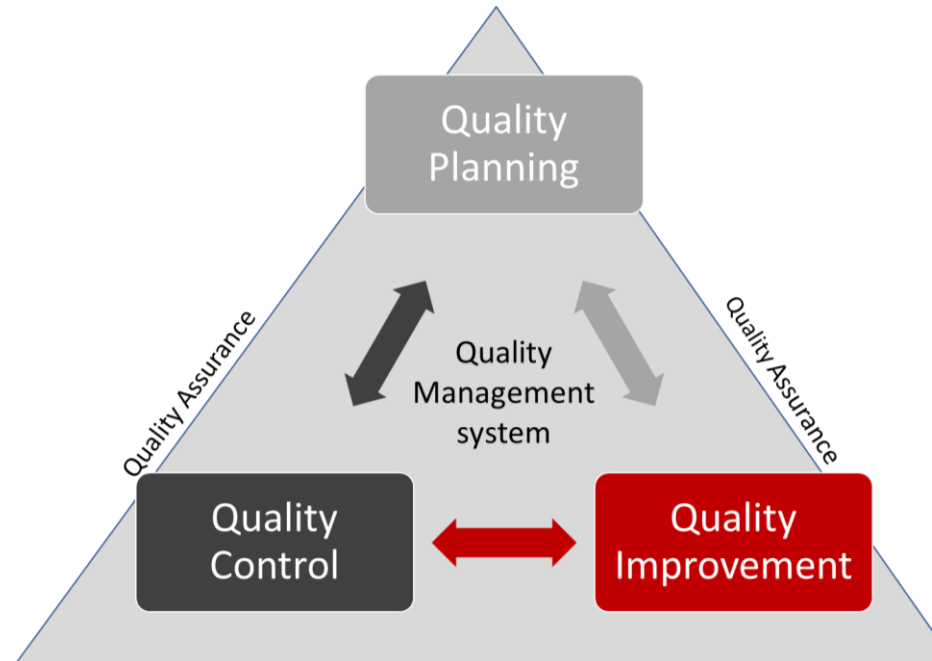 Quality
Planning
Quality Assurance
Quality Assurance
Quality
Management
system
Quality
Control
Quality
Improvement